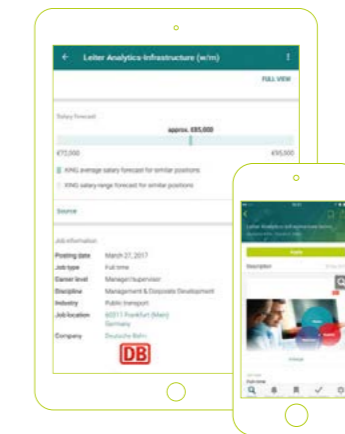 Leiter Analytics-Infrastructure (w/m)
FULL VIEW
Salary Forecast
approx. €85,000
€72,000 €95,000
XING average salary forecast for similar positions
XING salary range forecast for similar positions
Source
Job information
Posting date March 27, 2017
Job type Full-time
Career level Manager/supervisor
Discipline Management & Corporate Development
Industry Public transport
Job location 60311 Frankfurt (Main)
Germany
Company Deutsche Bahn
DB
Leiter Analytics-Infrastructure
Apply
Description
Full-time